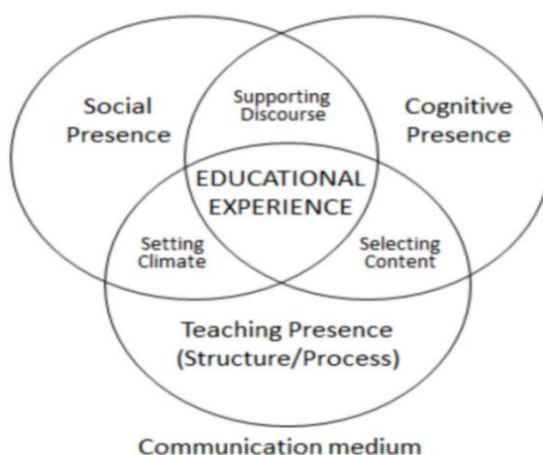 Social
Presence
Supporting
Discourse
Cognitive
Presence
EDUCATIONAL
EXPERIENCE
Setting
Climate
Selecting
Content
Teaching Presence
(Structure/Process)
Communication medium